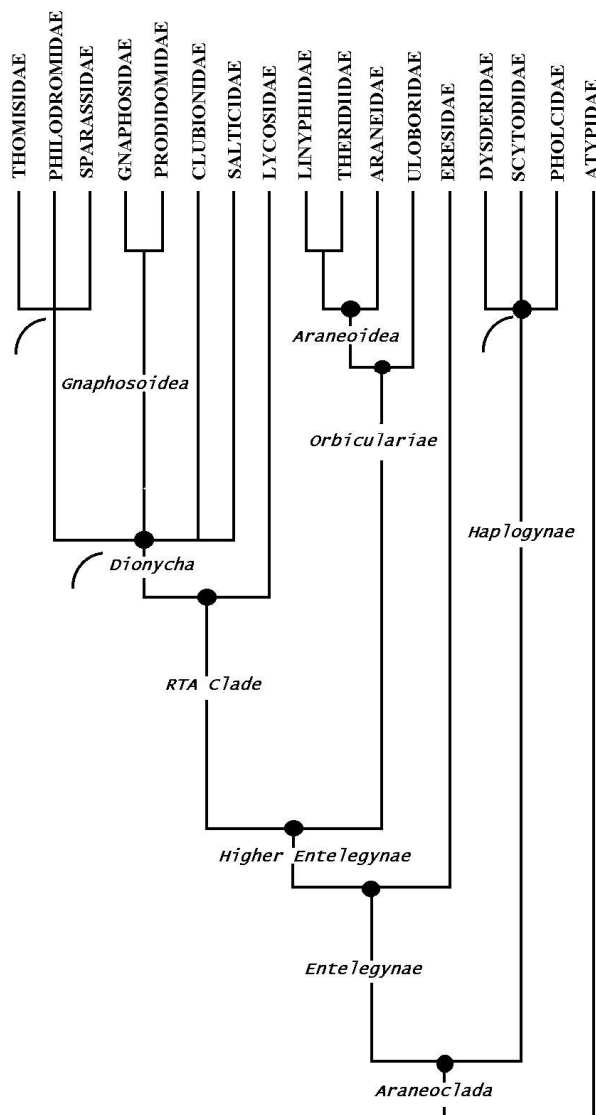 THOMISIDAE
PHILODROMIDAE
SPARASSIDAE
GNAPHOSIDAE
PRODIDOMIDAE
CLUBIONIDAE
SALTICIDAE
LYCOSIDAE
LINYPHIIDAE
THERIDIIDAE
ARANEIDAE
ULOBORIDAE
ERESIDAE
DYSDERIDAE
SCYTODIDAE
PHOLCIDAE
ATYPIDAE
Araneoidea
Gnaphosoidea
Orbiculariae
Haplogynae
Dionycha
RTA Clade
Higher Entelegynae
Entelegynae
Araneoclada